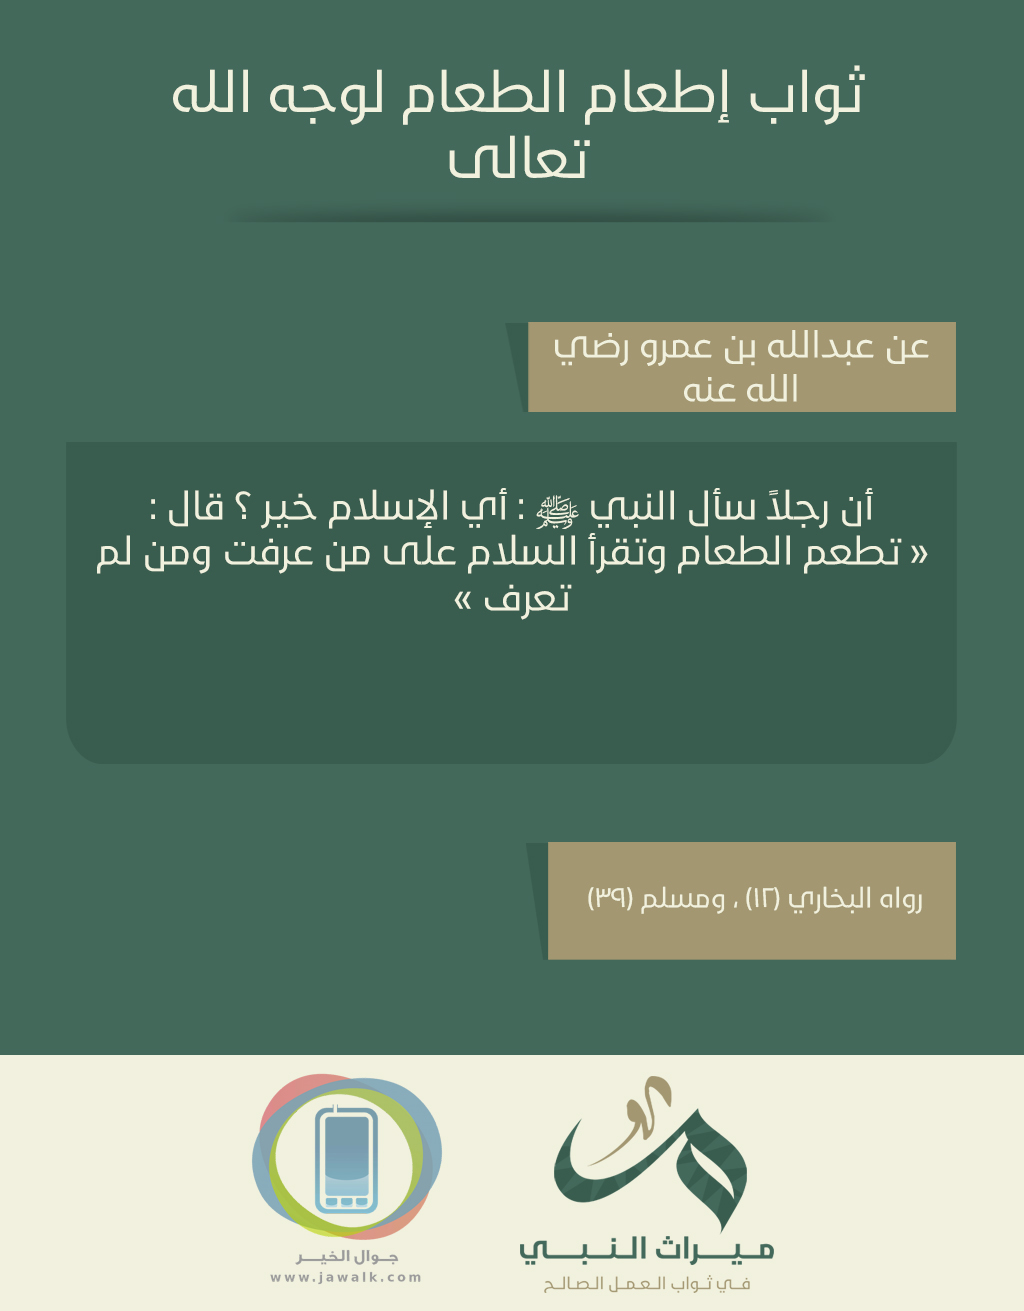 ثواب إطعام الطعام لوجه الله
تعالى
عن عبدالله بن عمرو رضي
الله عنه
أن رجلاً سأل النبي ﷺ : أي الإسلام خير ؟ قال :
« تطعم الطعام وتقرأ السلام على من عرفت ومن لم
تعرف »
رواه البخاري (١٢) ، ومسلم (٣٩)
ميراث النبي
في ثواب العمل الصالح
جوال الخير
www.jawalk.com